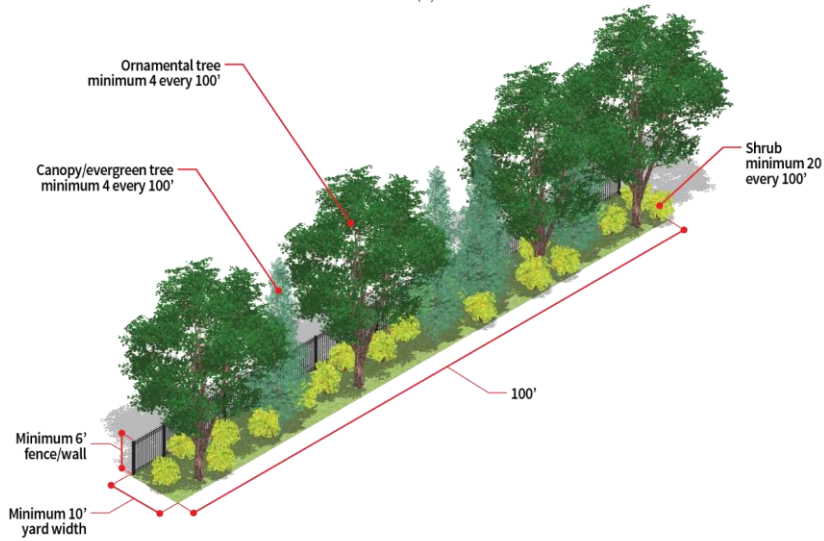 Ornamental tree
minimum 4 every 100’
Canopy/evergreen tree
minimum 4 every 100’
Shrub
minimum 20
every 100’
100’
Minimum 6’
fence/wall
Minimum 10’
yard width